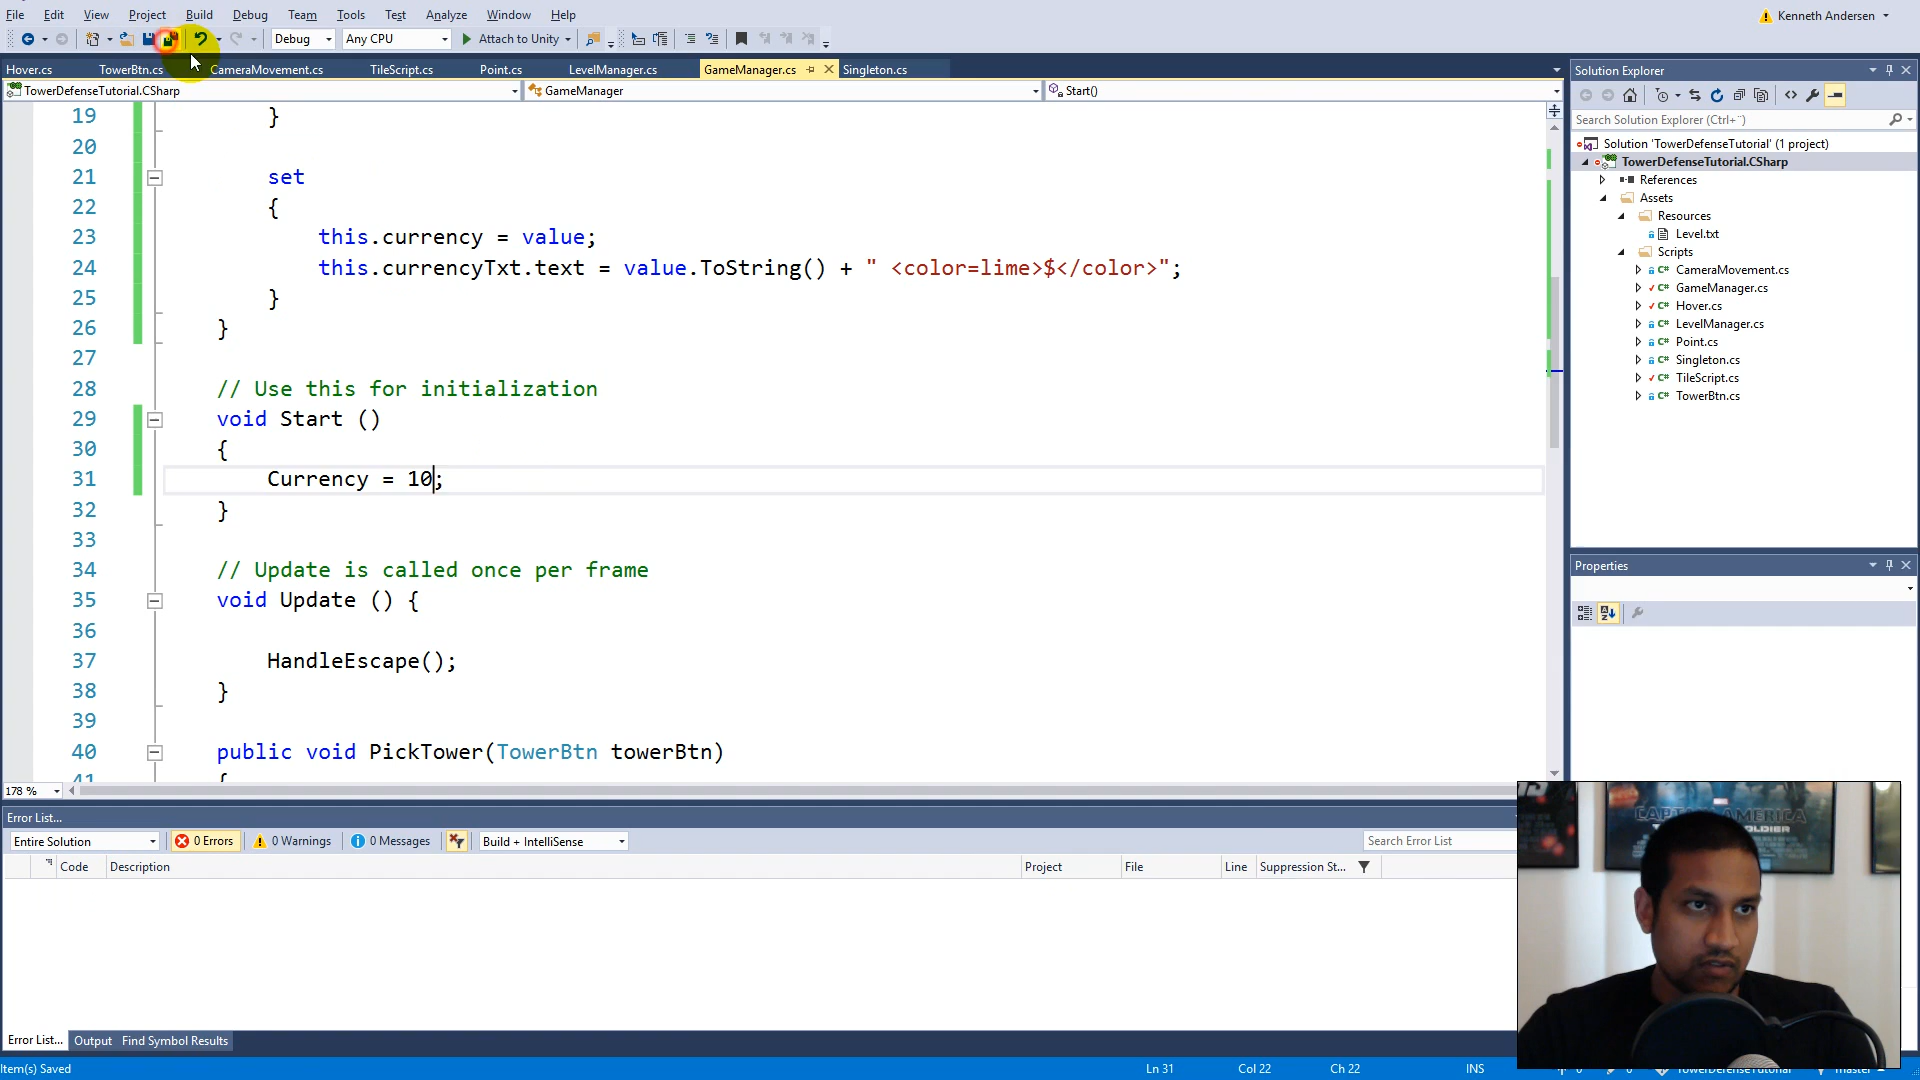 File Edit View Project Build Debug Team Tools Test Analyze Window Help Kenneth Andersen
Debug Any CPU Attach to Unity
Hover.cs TowerBtn.cs CameraMovement.cs TileScript.cs Point.cs LevelManager.cs GameManager.cs Singleton.cs
TowerDefenseTutorial.CSharp GameManager Start()
19 }
20
21 set
22 {
23 this.currency = value;
24 this.currencyTxt.text = value.ToString() + " <color=lime>$</color>";
25 }
26 }
27
28 // Use this for initialization
29 void Start ()
30 {
31 Currency = 10;
32 }
33
34 // Update is called once per frame
35 void Update () {
36
37 HandleEscape();
38 }
39
40 public void PickTower(TowerBtn towerBtn)
41 {
178 %
Solution Explorer
Search Solution Explorer (Ctrl+¨)
Solution 'TowerDefenseTutorial' (1 project)
TowerDefenseTutorial.CSharp
References
Assets
Resources
Level.txt
Scripts
CameraMovement.cs
GameManager.cs
Hover.cs
LevelManager.cs
Point.cs
Singleton.cs
TileScript.cs
TowerBtn.cs
Properties
Error List...
Entire Solution 0 Errors 0 Warnings 0 Messages Build + IntelliSense Search Error List
Code Description Project File Line Suppression St...
CAPTAIN AMERICA
Error List... Output Find Symbol Results
Item(s) Saved Ln 31 Col 22 Ch 22 INS